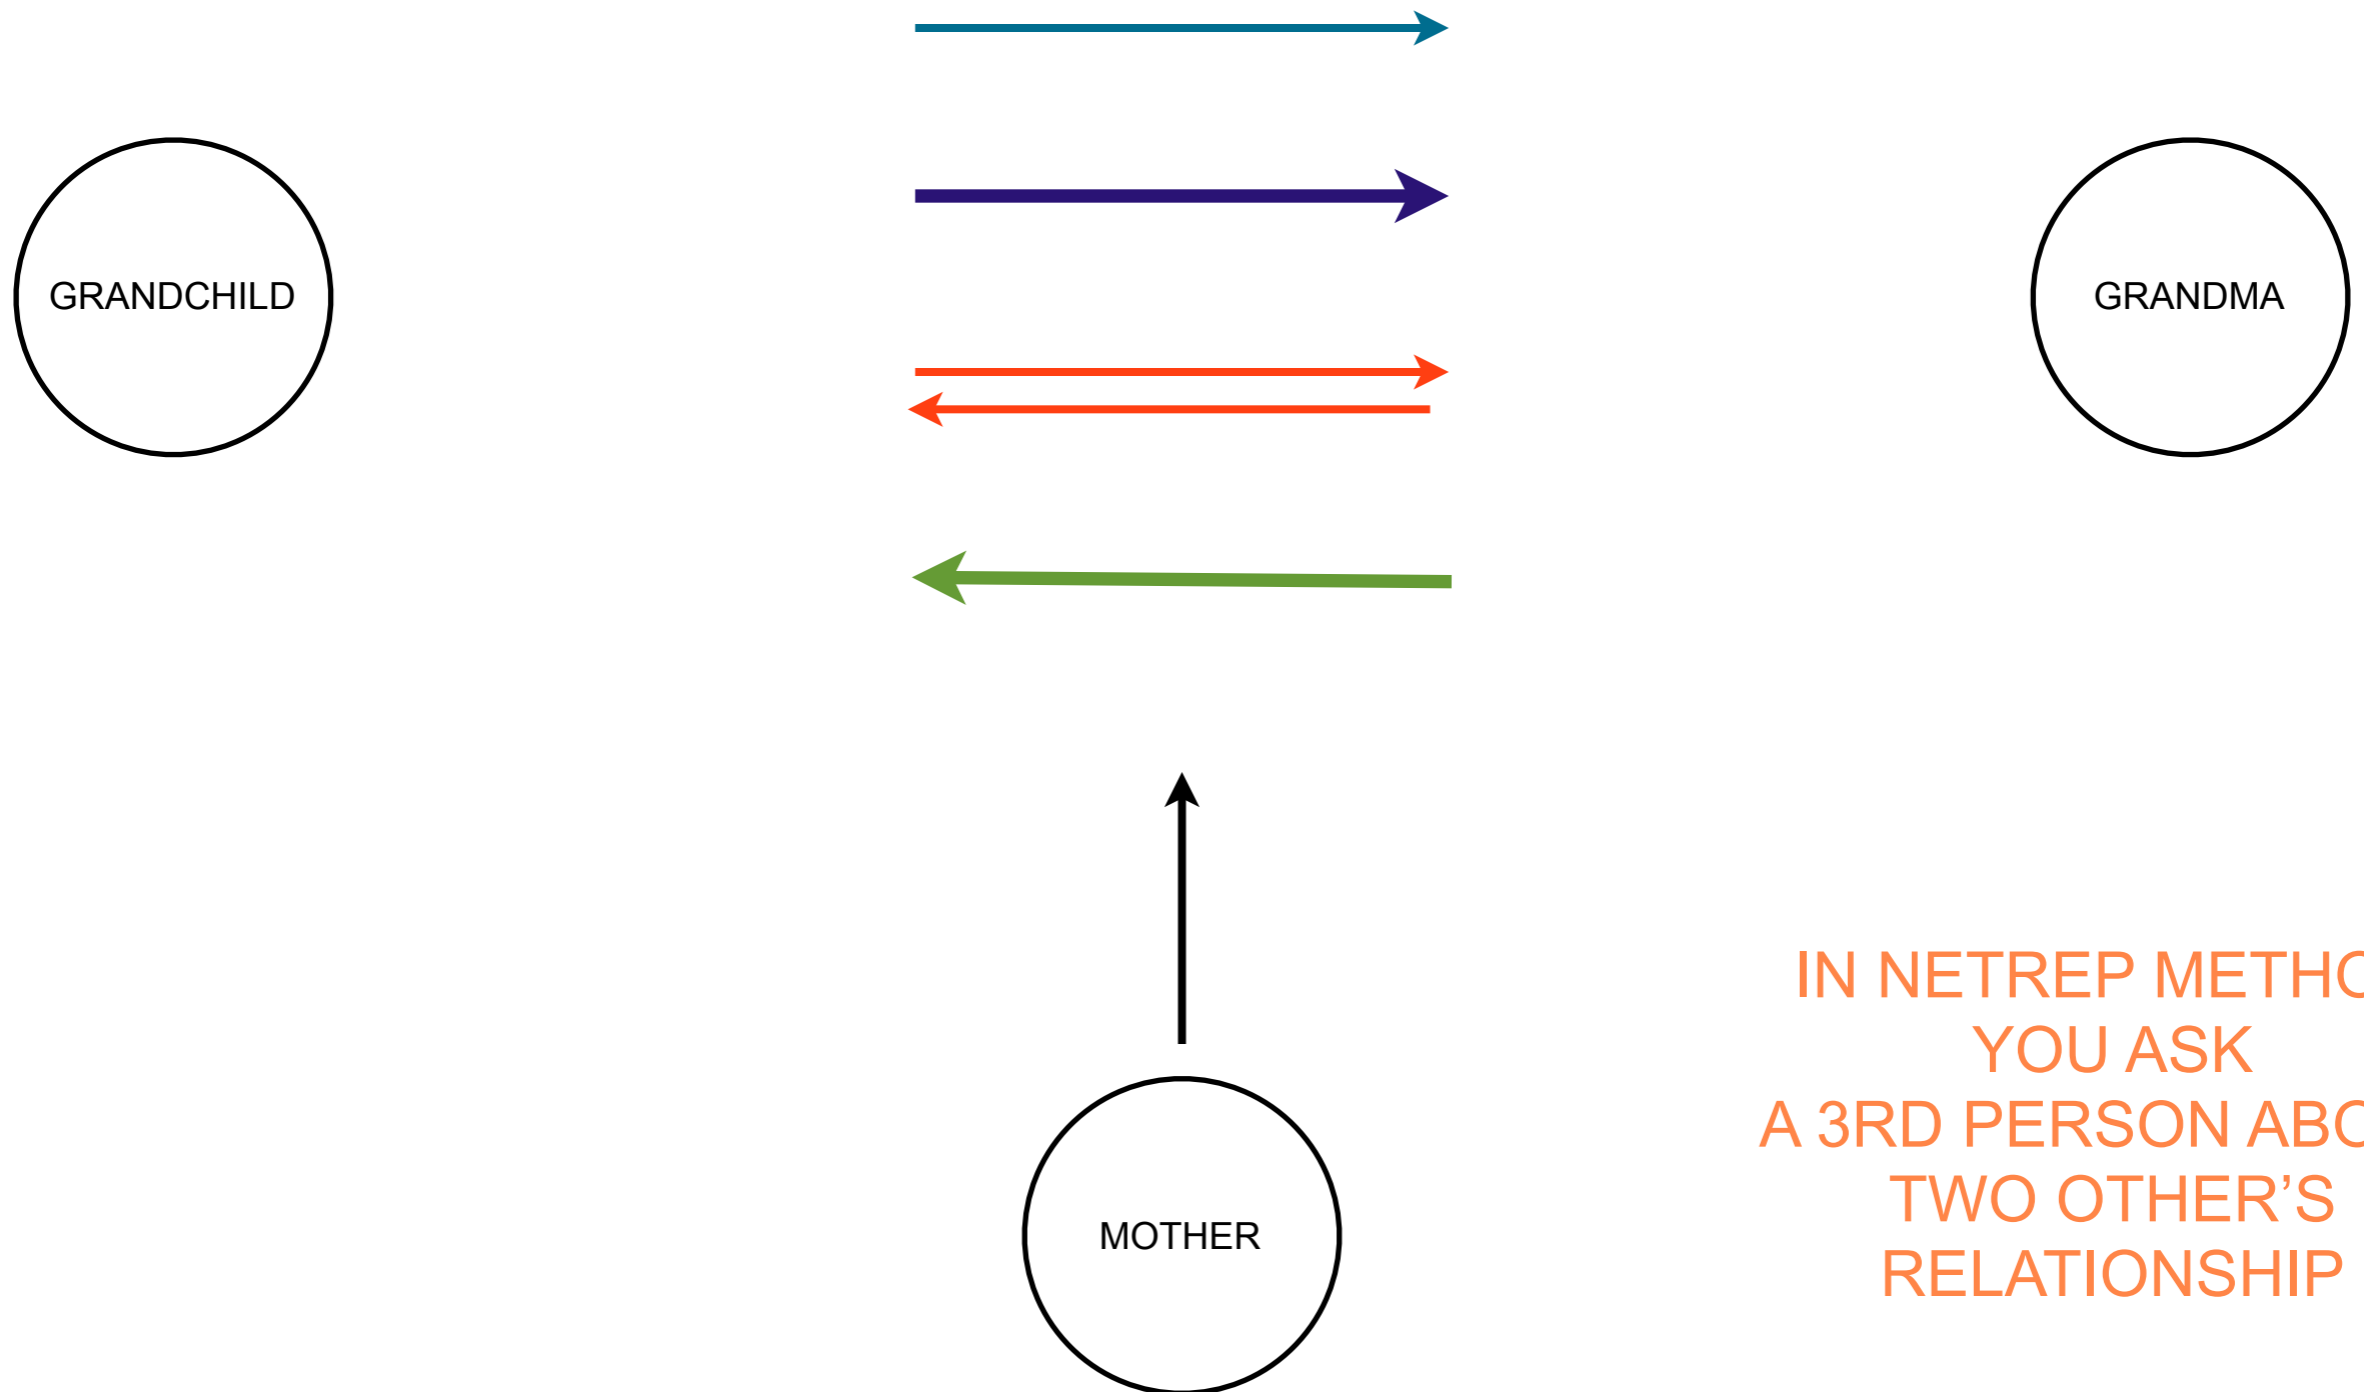 GRANDCHILD
GRANDMA
MOTHER
IN NETREP
YOU ASK
A 3RD PERSON
TWO OTHER’S
RELATIONSHIP